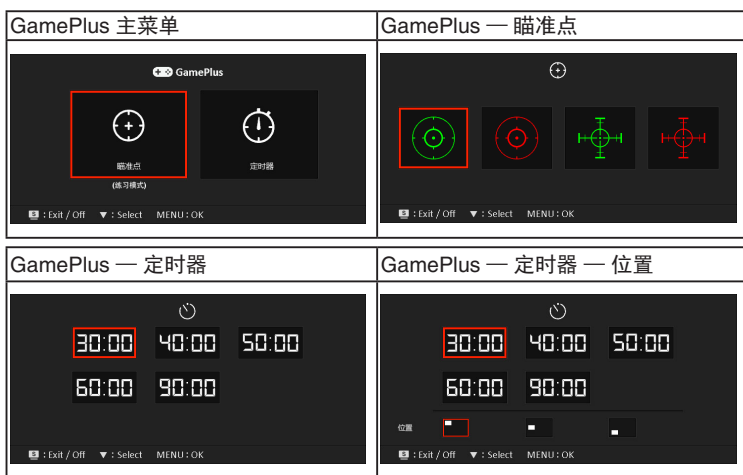 GamePlus 主菜单
GamePlus — 瞄准点
GamePlus
瞄准点
定时器
(练习模式)
S : Exit / Off ▼ : Select MENU : OK
S : Exit / Off ▼ : Select MENU : OK
GamePlus — 定时器
GamePlus — 定时器 — 位置
30:00 40:00 50:00
60:00 90:00
S : Exit / Off ▼ : Select MENU : OK
30:00 40:00 50:00
60:00 90:00
位置
S : Exit / Off ▼ : Select MENU : OK